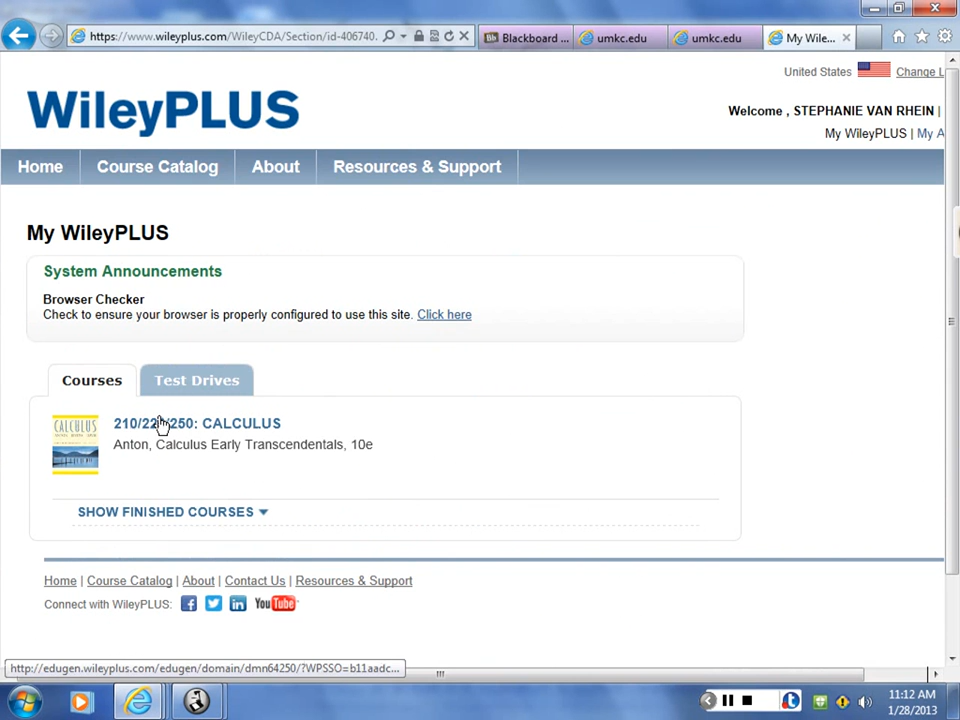 https://www.wileyplus.com/WileyCDA/Section/id-406740.
Blackboard ...
umkc.edu
umkc.edu
My Wile...
United States
Change L
WileyPLUS
Welcome , STEPHANIE VAN RHEIN |
My WileyPLUS | My A
Home
Course Catalog
About
Resources & Support
My WileyPLUS
System Announcements
Browser Checker
Check to ensure your browser is properly configured to use this site. Click here
Courses
Test Drives
CALCULUS
210/22 /250: CALCULUS
Anton, Calculus Early Transcendentals, 10e
SHOW FINISHED COURSES
Home | Course Catalog | About | Contact Us | Resources & Support
Connect with WileyPLUS:
You Tube
http://edugen.wileyplus.com/edugen/domain/dmn64250/?WPSSO=b11aadc...
11:12 AM
1/28/2013